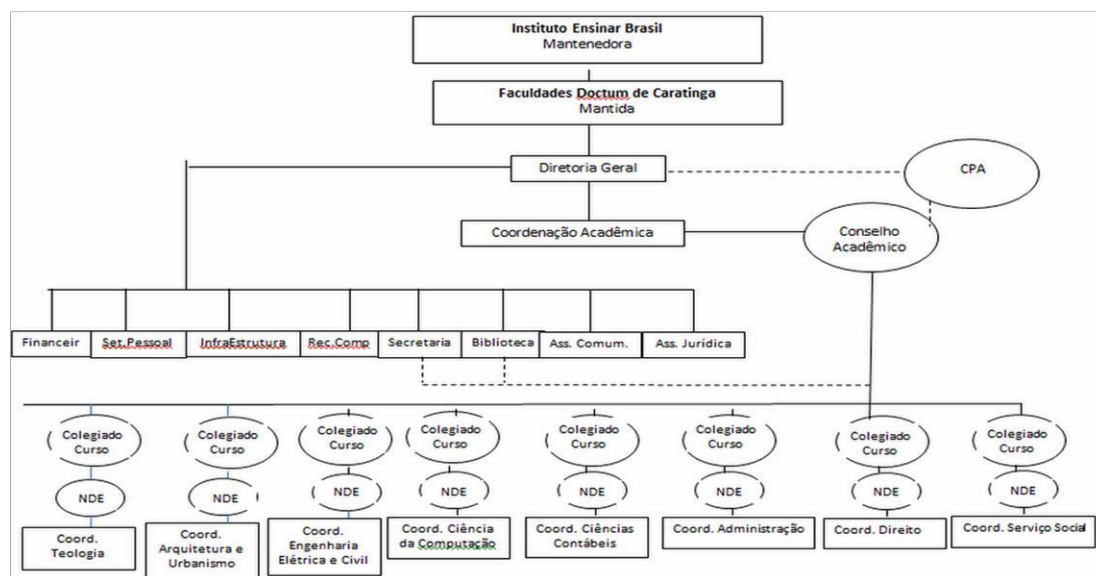 Instituto Ensinar Brasil
Mantenedora
Faculdades Doctum de Caratinga
Mantida
Diretoria Geral
CPA
Coordenação Acadêmica
Conselho
Acadêmico
Financeir
Set.Pessoal
InfraEstrutura
Rec.Comp
Secretaria
Biblioteca
Ass. Comum.
Ass. Jurídica
Colegiado
Curso
Colegiado
Curso
Colegiado
Curso
Colegiado
Curso
Colegiado
Curso
Colegiado
Curso
Colegiado
Curso
Colegiado
Curso
NDE
NDE
NDE
NDE
NDE
NDE
NDE
NDE
Coord.
Teologia
Coord.
Arquitetura e
Urbanismo
Coord.
Engenharia
Elétrica e Civil
Coord. Ciência
da Computação
Coord. Ciências
Contábeis
Coord. Administração
Coord. Direito
Coord. Serviço Social